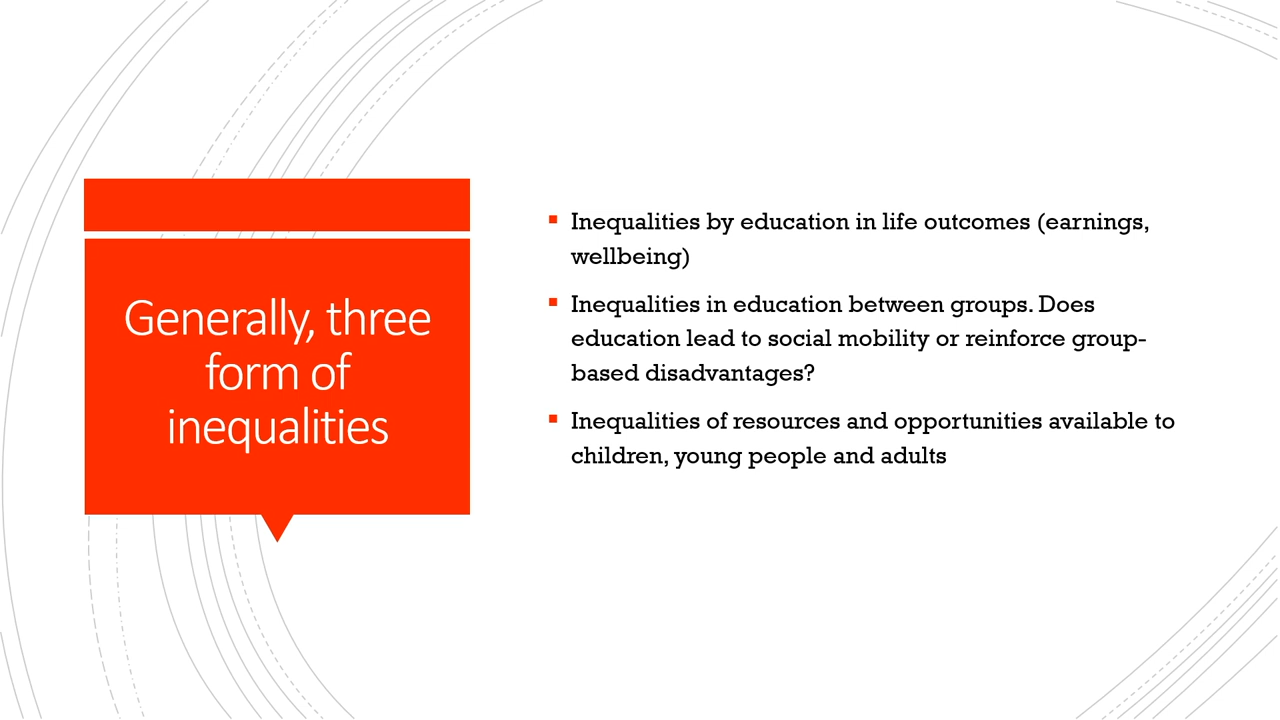 Generally, three
form of
inequalities
Inequalities by education in life outcomes (earnings,
wellbeing)
Inequalities in education between groups. Does
education lead to social mobility or reinforce group-
based disadvantages?
Inequalities of resources and opportunities available to
children, young people and adults